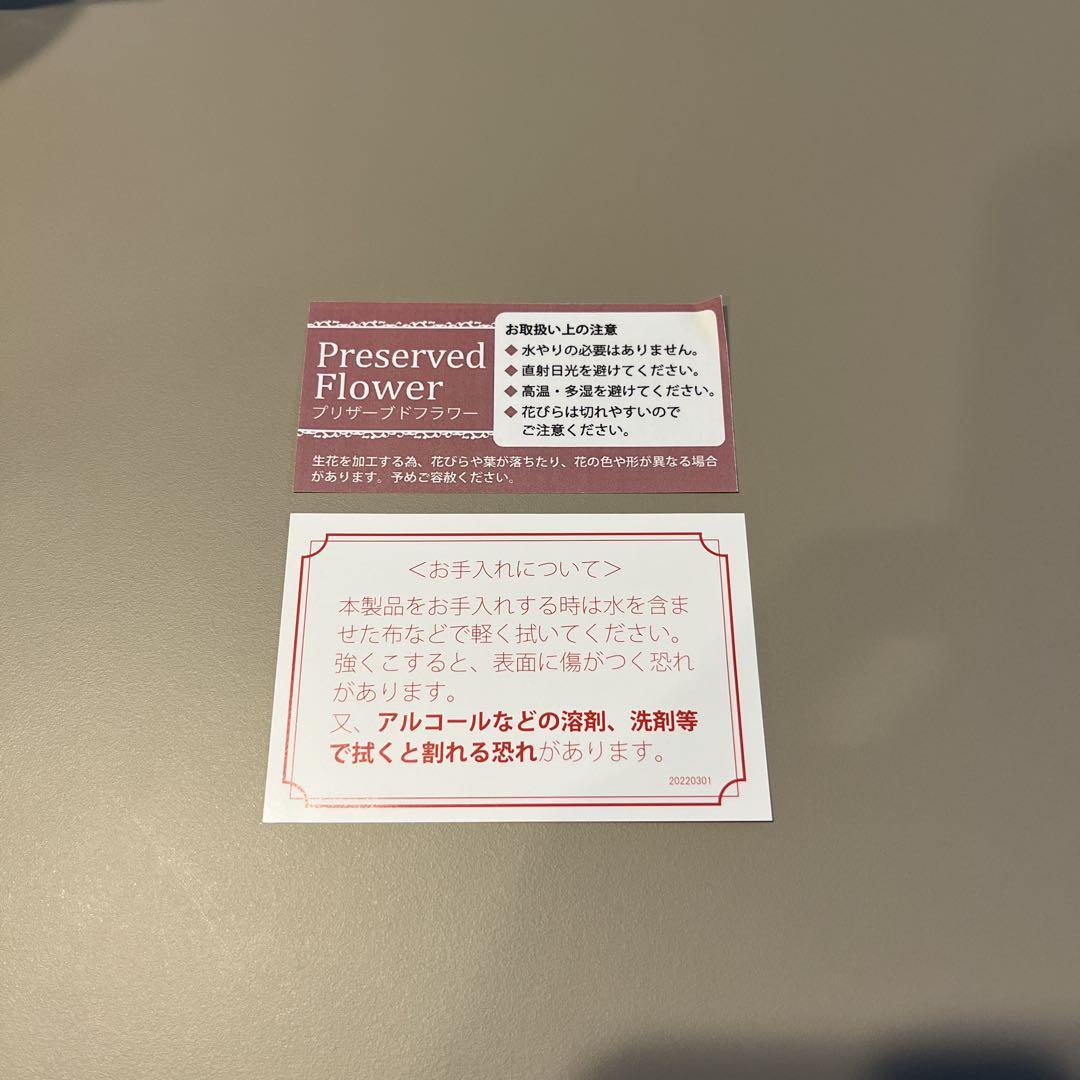 Preserved
Flower
プリザーブドフラワー
お取扱い上の注意
◆水やりの必要はありません。
◆直射日光を避けてください。
◆高温・多湿を避けてください。
◆花びらは切れやすいので
ご注意ください。
生花を加工する為、花びらや葉が落ちたり、花の色や形が異なる場合
があります。予めご容赦ください。
＜お手入れについて＞
本製品をお手入れする時は水を含ま
せた布などで軽く拭いてください。
強くこすると、表面に傷がつく恐れ
があります。
又、アルコールなどの溶剤、洗剤等
で拭くと割れる恐れがあります。
20220301